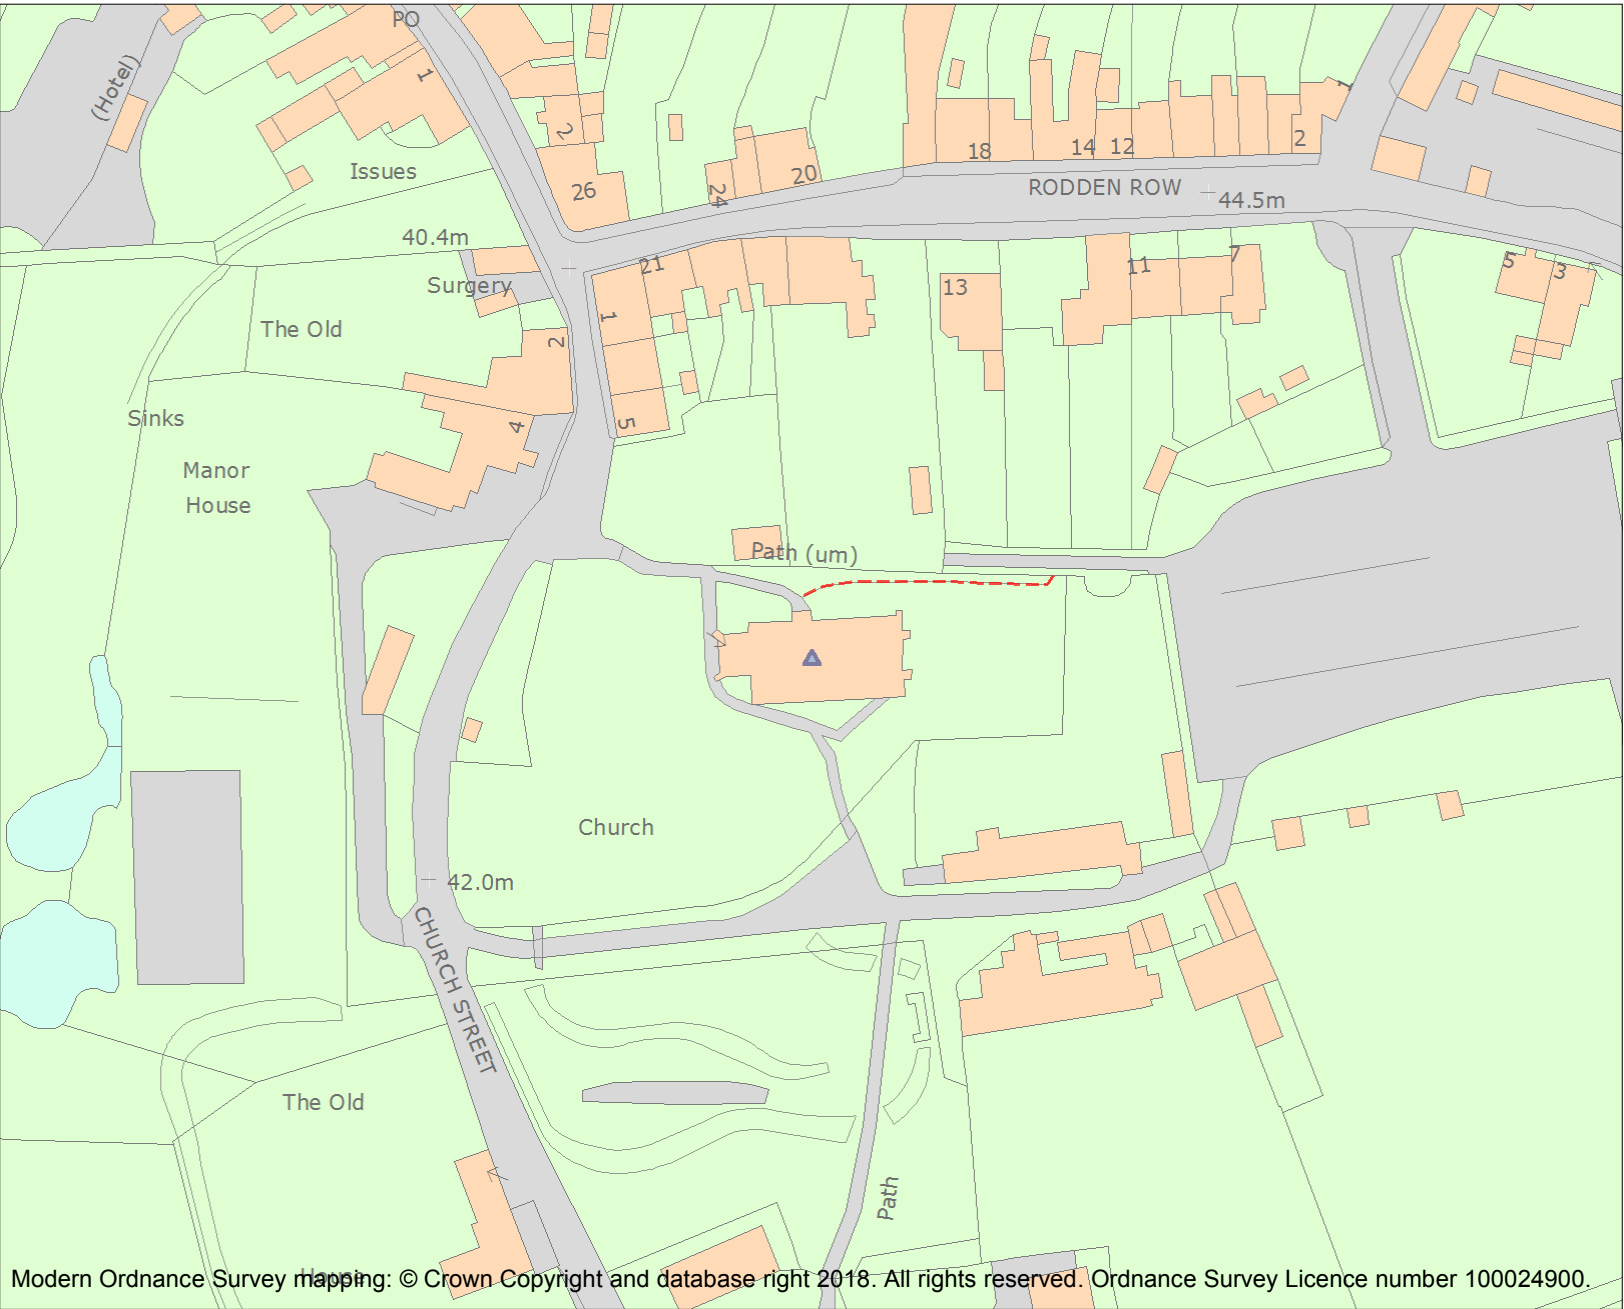 PO
(Hotel)
1
2
1
Issues
18
14
12
2
26
24
20
RODDEN ROW
44.5m
40.4m
21
11
7
5
3
Surgery
13
1
The Old
2
Sinks
4
5
Manor
House
Path (um)
Church
42.0m
CHURCH STREET
The Old
Path
House
Modern Ordnance Survey mapping: © Crown Copyright and database right 2018. All rights reserved. Ordnance Survey Licence number 100024900.